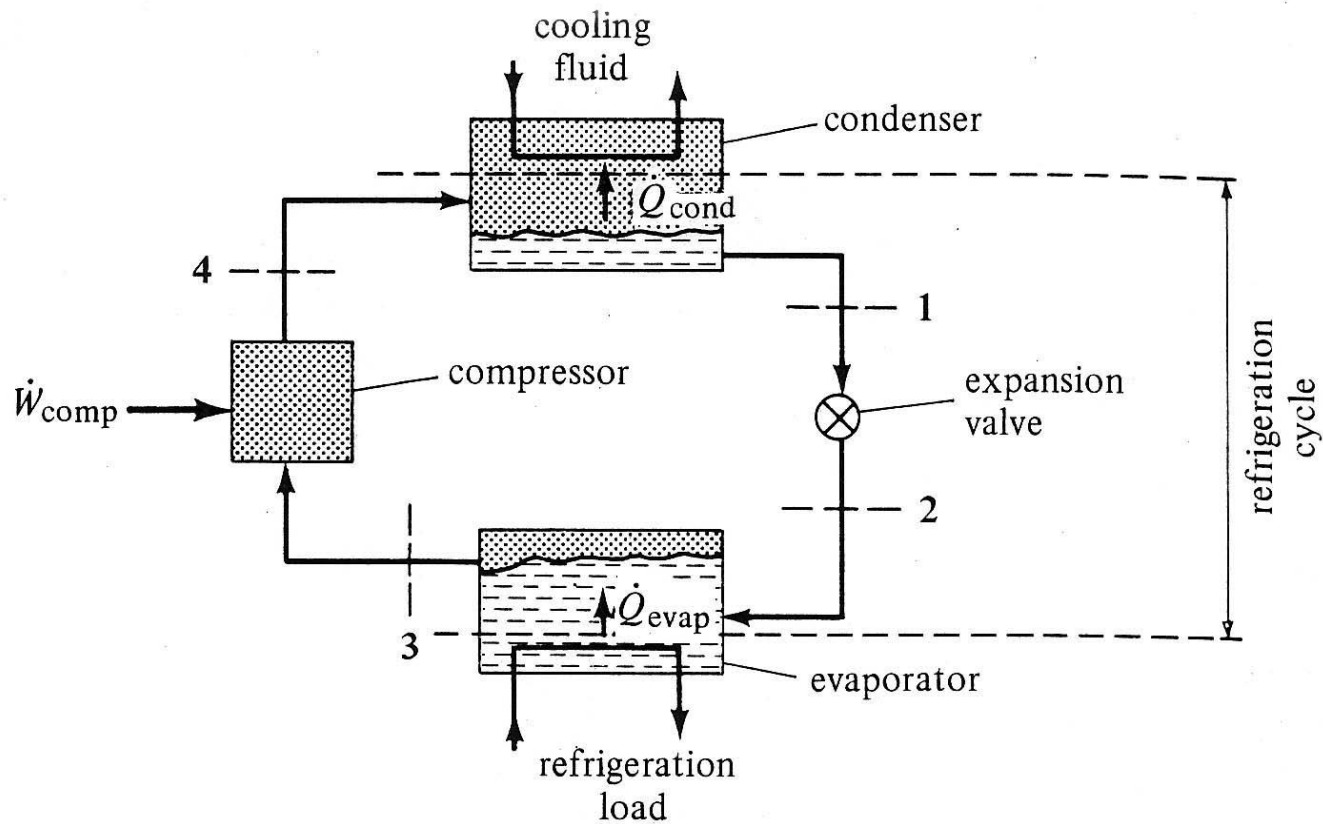 cooling
fluid
condenser
Q̇cond
4
1
compressor
Ẇcomp
expansion
valve
refrigeration
cycle
2
Q̇evap
3
evaporator
refrigeration
load